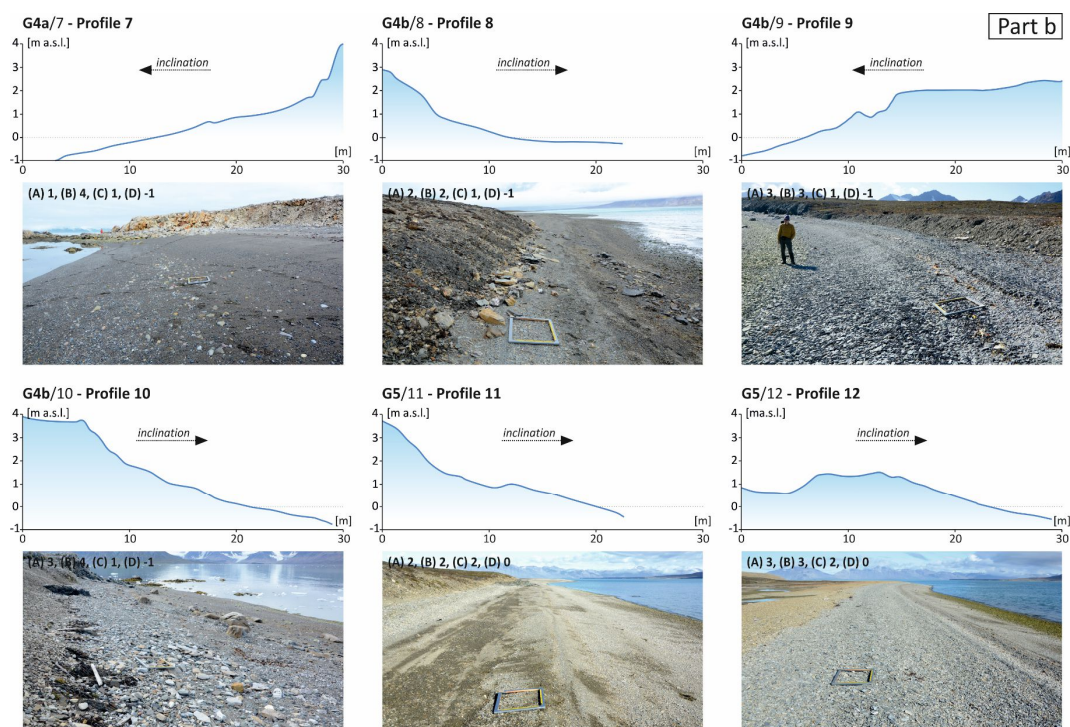 G4a/7 - Profile 7
G4b/8 - Profile 8
G4b/9 - Profile 9
Part b
4 [m a.s.l.]
3
2
1
0
-1
inclination
[m]
0 10 20 30
4 [m a.s.l.]
3
2
1
0
-1
inclination
[m]
0 10 20 30
4 [m a.s.l.]
3
2
1
0
-1
inclination
[m]
0 10 20 30
(A) 1, (B) 4, (C) 1, (D) -1
(A) 2, (B) 2, (C) 1, (D) -1
(A) 3, (B) 3, (C) 1, (D) -1
G4b/10 - Profile 10
G5/11 - Profile 11
G5/12 - Profile 12
4 [m a.s.l.]
3
2
1
0
-1
inclination
[m]
0 10 20 30
4 [m a.s.l.]
3
2
1
0
-1
inclination
[m]
0 10 20 30
4 [ma.s.l.]
3
2
1
0
-1
inclination
[m]
0 10 20 30
(A) 3, (B) 4, (C) 1, (D) -1
(A) 2, (B) 2, (C) 2, (D) 0
(A) 3, (B) 3, (C) 2, (D) 0